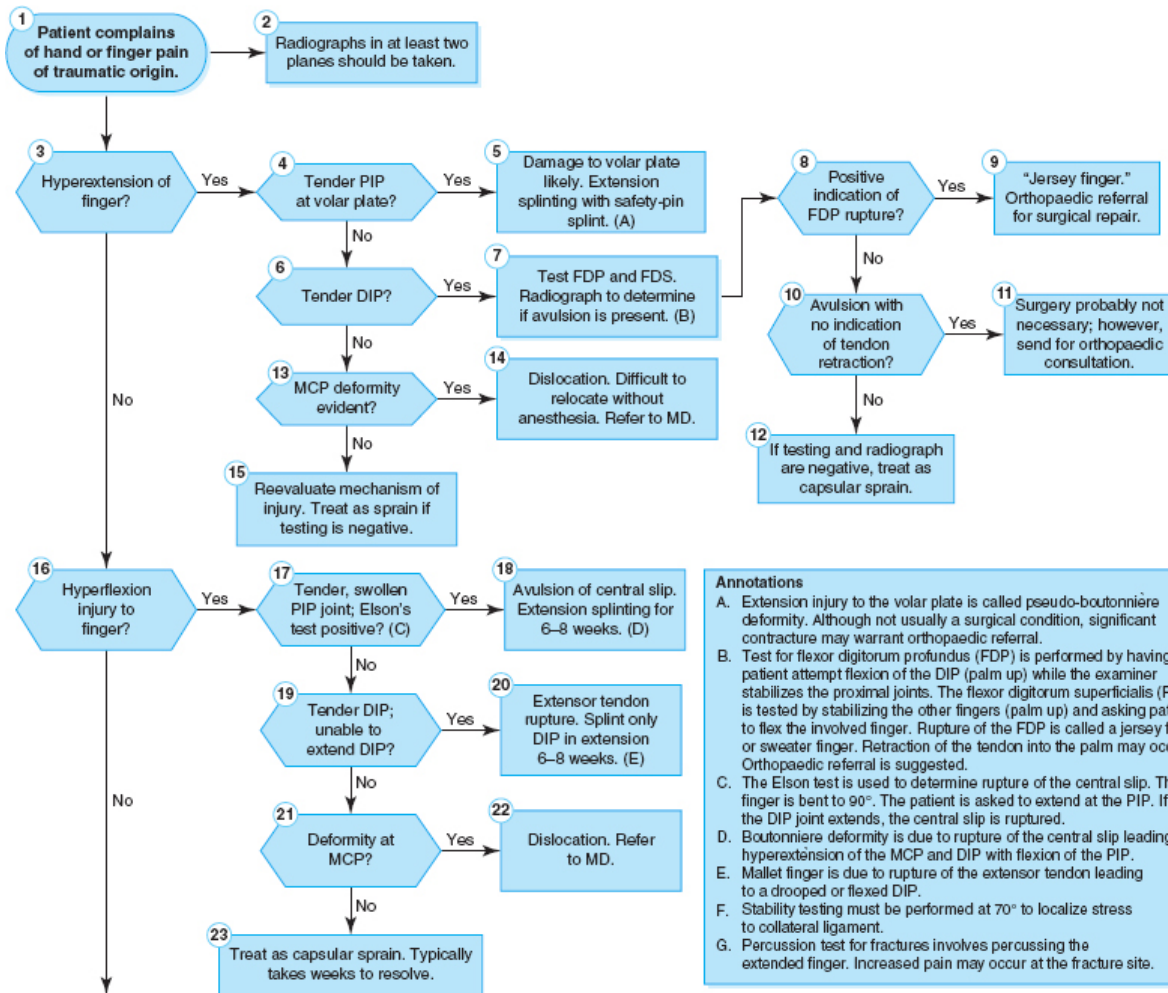 1
Patient complains
of hand or finger pain
of traumatic origin.
2
Radiographs in at least two
planes should be taken.
3
Hyperextension of
finger?
Yes
4
Tender PIP
at volar plate?
Yes
5
Damage to volar plate
likely. Extension
splinting with safety-pin
splint. (A)
No
6
Tender DIP?
Yes
7
Test FDP and FDS.
Radiograph to determine
if avulsion is present. (B)
8
Positive
indication of
FDP rupture?
Yes
9
"Jersey finger."
Orthopaedic referral
for surgical repair.
No
10
Avulsion with
no indication
of tendon
retraction?
Yes
11
Surgery probably not
necessary; however,
send for orthopaedic
consultation.
No
12
If testing and radiograph
are negative, treat as
capsular sprain.
No
13
MCP deformity
evident?
Yes
14
Dislocation. Difficult to
relocate without
anesthesia. Refer to MD.
No
15
Reevaluate mechanism of
injury. Treat as sprain if
testing is negative.
No
16
Hyperflexion
injury to
finger?
Yes
17
Tender, swollen
PIP joint; Elson's
test positive? (C)
Yes
18
Avulsion of central slip.
Extension splinting for
6–8 weeks. (D)
No
19
Tender DIP;
unable to
extend DIP?
Yes
20
Extensor tendon
rupture. Splint only
DIP in extension
6–8 weeks. (E)
No
21
Deformity at
MCP?
Yes
22
Dislocation. Refer
to MD.
No
23
Treat as capsular sprain. Typically
takes weeks to resolve.
No
Annotations
A. Extension injury to the volar plate is called pseudo-boutonnière
deformity. Although not usually a surgical condition, significant
contracture may warrant orthopaedic referral.
B. Test for flexor digitorum profundus (FDP) is performed by having
patient attempt flexion of the DIP (palm up) while the examiner
stabilizes the proximal joints. The flexor digitorum superficialis
is tested by stabilizing the other fingers (palm up) and asking
to flex the involved finger. Rupture of the FDP is called a jersey
or sweater finger. Retraction of the tendon into the palm may
Orthopaedic referral is suggested.
C. The Elson test is used to determine rupture of the central slip.
finger is bent to 90°. The patient is asked to extend at the PIP. If
the DIP joint extends, the central slip is ruptured.
D. Boutonniere deformity is due to rupture of the central slip leading
hyperextension of the MCP and DIP with flexion of the PIP.
E. Mallet finger is due to rupture of the extensor tendon leading
to a drooped or flexed DIP.
F. Stability testing must be performed at 70° to localize stress
to collateral ligament.
G. Percussion test for fractures involves percussing the
extended finger. Increased pain may occur at the fracture site.